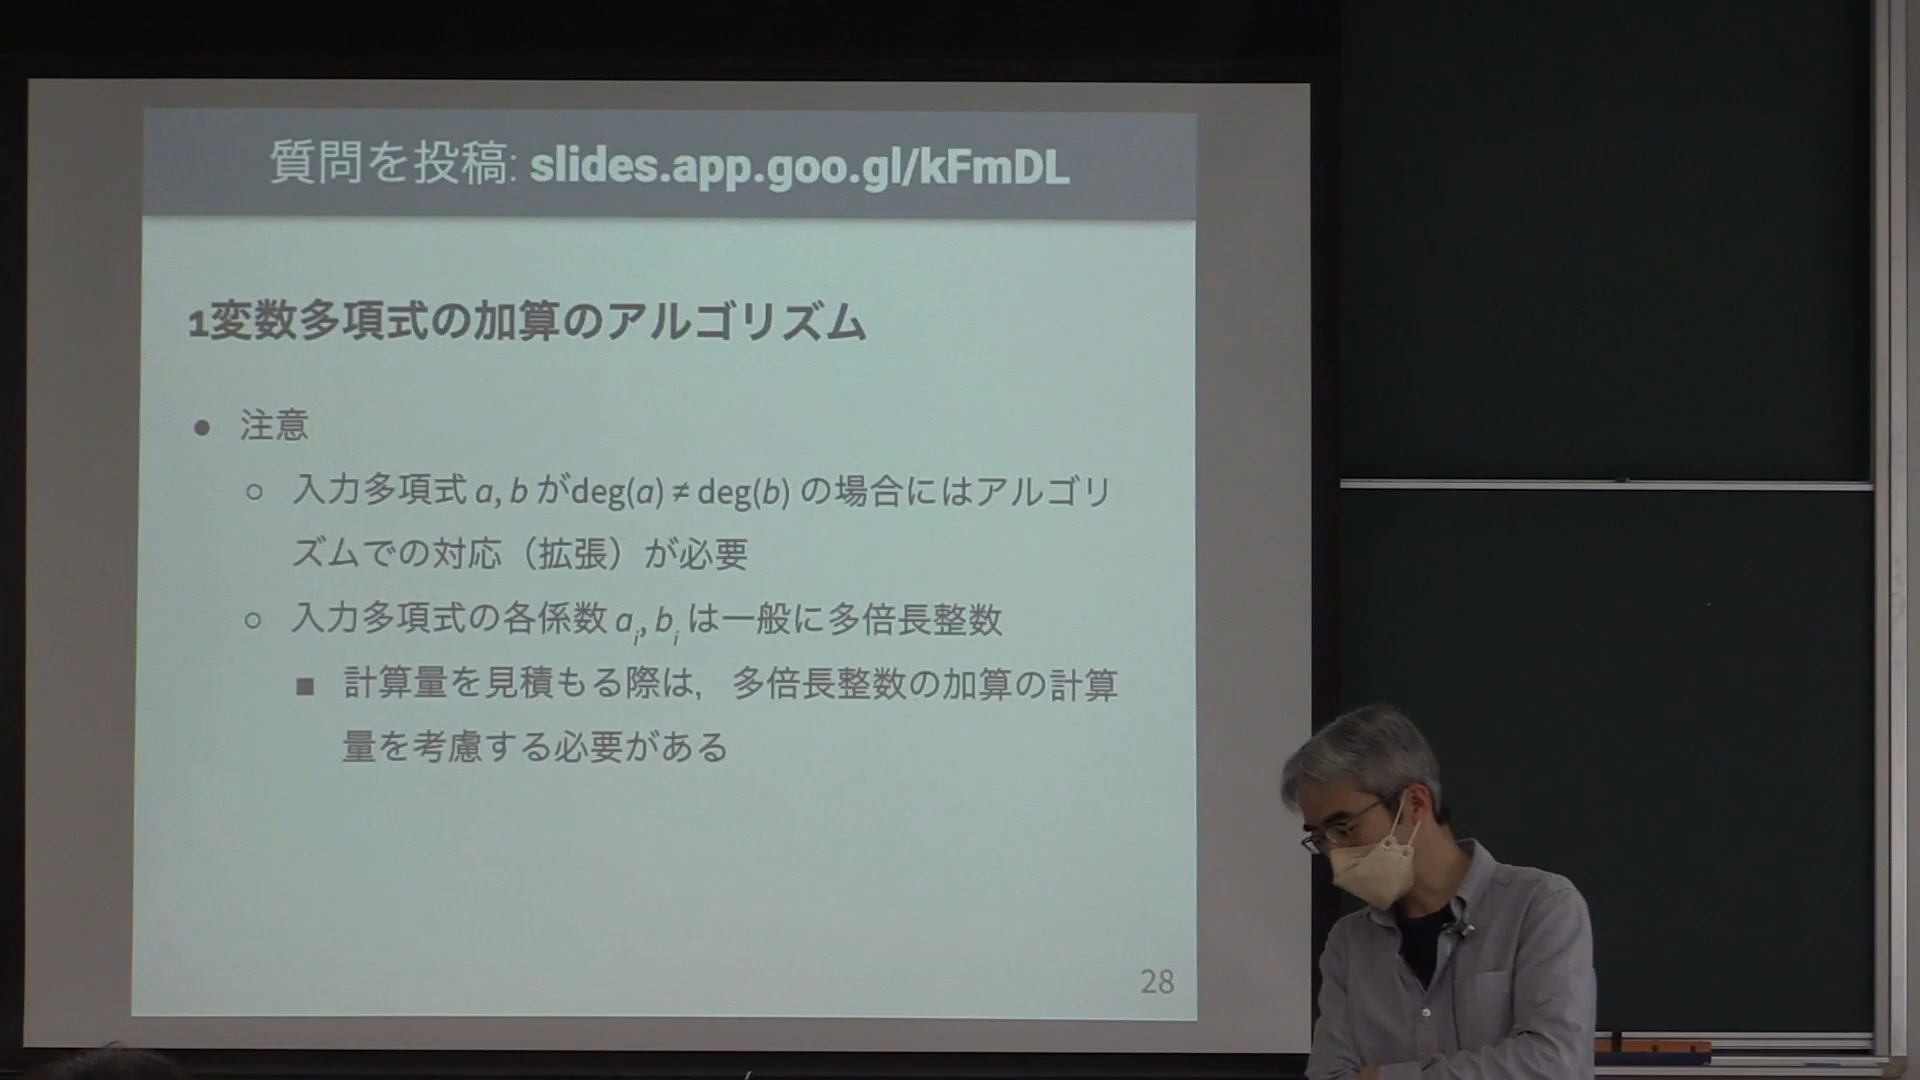 質問を投稿: slides.app.goo.gl/kFmDL
1変数多項式の加算のアルゴリズム
● 注意
○ 入力多項式 a, b がdeg(a) ≠ deg(b) の場合にはアルゴリ
ズムでの対応（拡張）が必要
○ 入力多項式の各係数 aᵢ, bᵢ は一般に多倍長整数
■ 計算量を見積もる際は，多倍長整数の加算の計算
量を考慮する必要がある
28